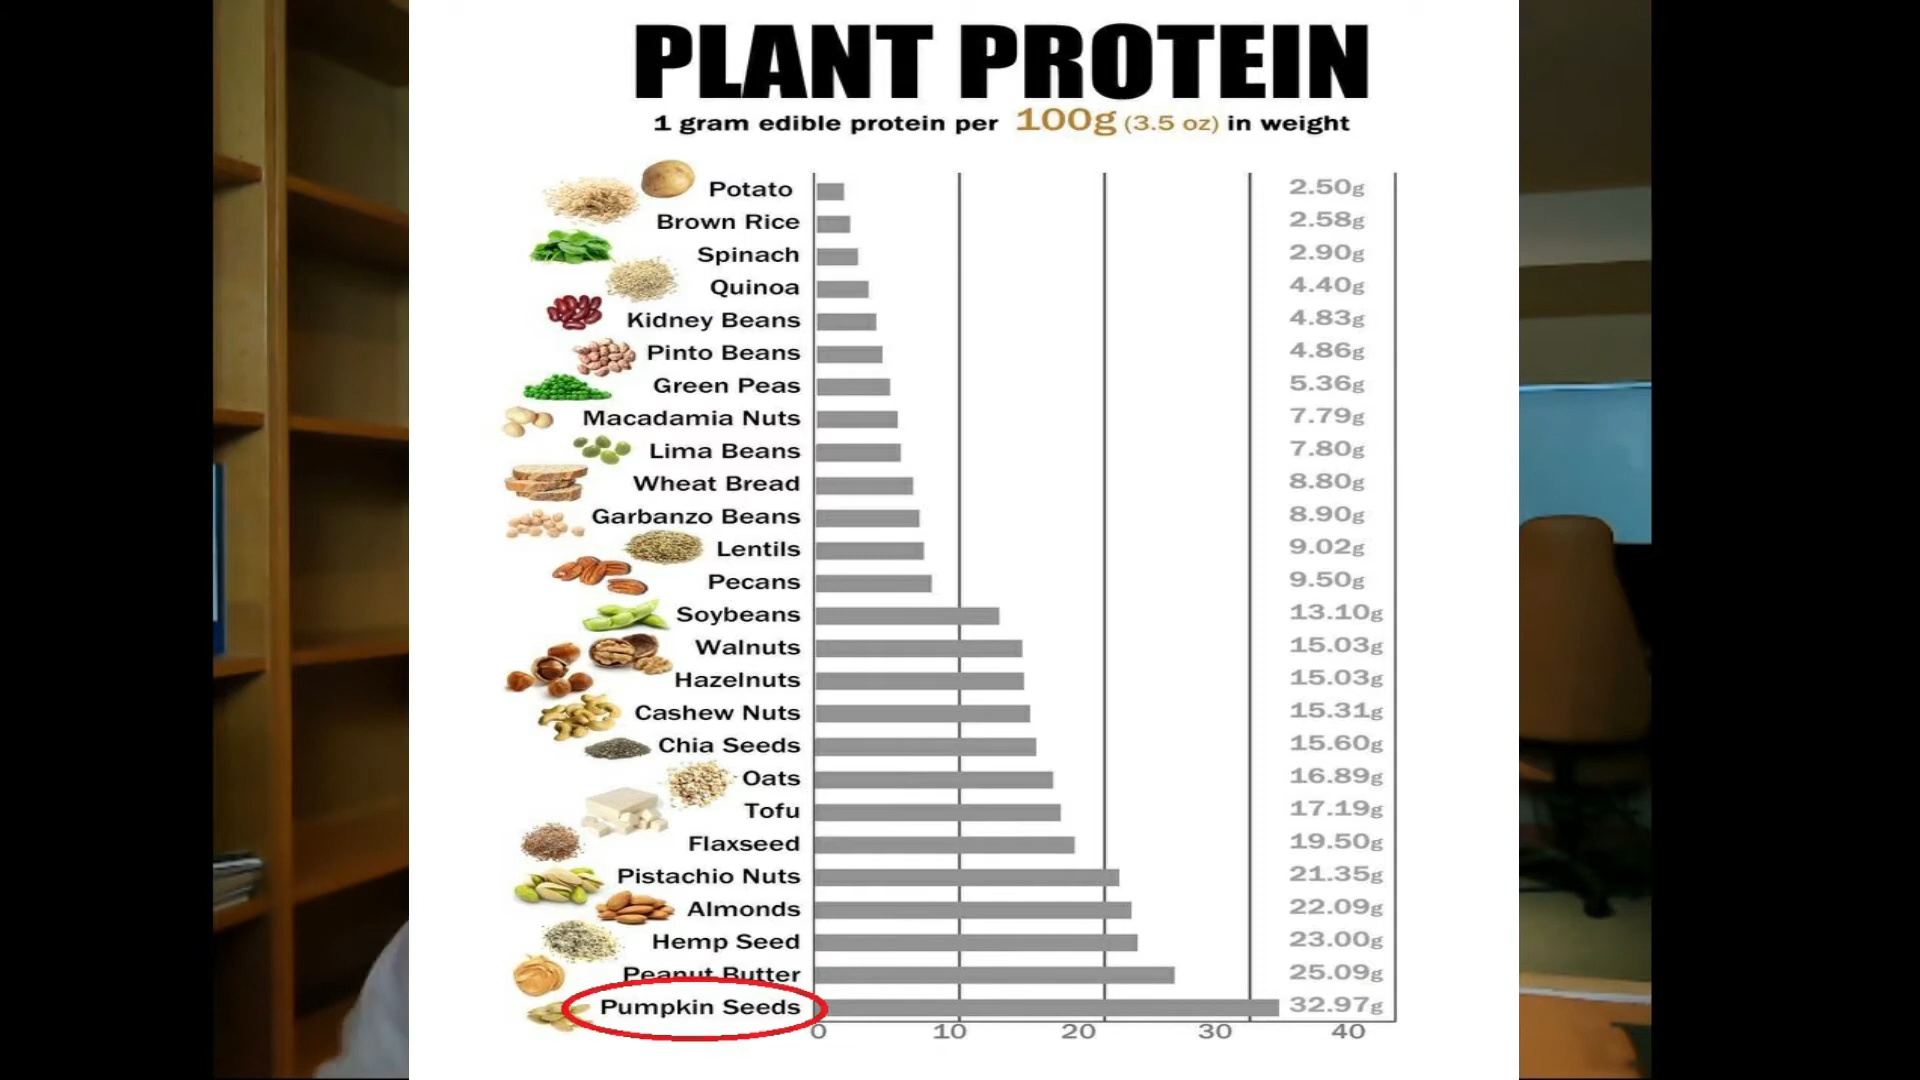 PLANT PROTEIN
1 gram edible protein per 100g (3.5 oz) in weight
Potato 2.50g
Brown Rice 2.58g
Spinach 2.90g
Quinoa 4.40g
Kidney Beans 4.83g
Pinto Beans 4.86g
Green Peas 5.36g
Macadamia Nuts 7.79g
Lima Beans 7.80g
Wheat Bread 8.80g
Garbanzo Beans 8.90g
Lentils 9.02g
Pecans 9.50g
Soybeans 13.10g
Walnuts 15.03g
Hazelnuts 15.03g
Cashew Nuts 15.31g
Chia Seeds 15.60g
Oats 16.89g
Tofu 17.19g
Flaxseed 19.50g
Pistachio Nuts 21.35g
Almonds 22.09g
Hemp Seed 23.00g
Peanut Butter 25.09g
Pumpkin Seeds 32.97g
0 10 20 30 40